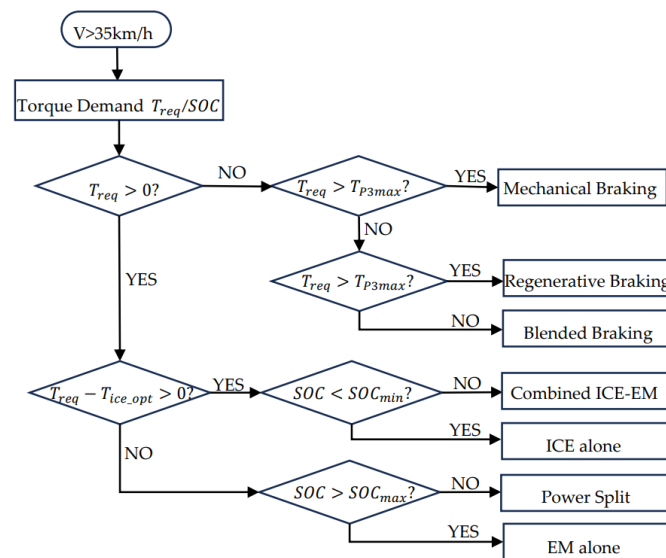 V>35km/h
Torque Demand T_req/SOC
T_req > 0?
NO
T_req > T_P3max?
YES
Mechanical Braking
NO
YES
T_req > T_P3max?
YES
Regenerative Braking
NO
Blended Braking
T_req − T_ice_opt > 0?
YES
SOC < SOC_min?
NO
Combined ICE-EM
YES
ICE alone
NO
SOC > SOC_max?
NO
Power Split
YES
EM alone